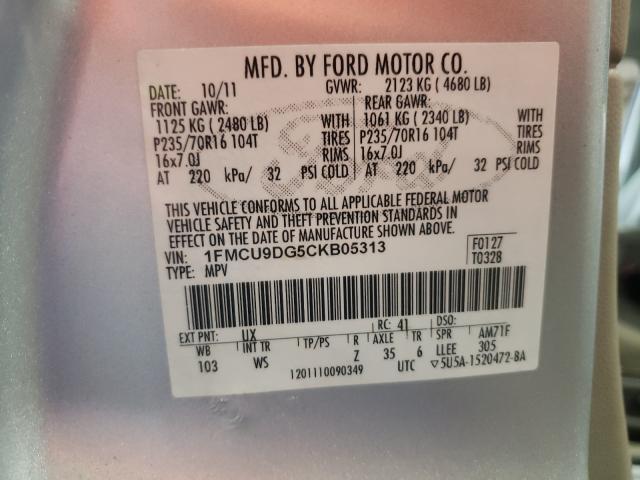 MFD. BY FORD MOTOR CO.
DATE: 10/11 GVWR: 2123 KG ( 4680 LB)
FRONT GAWR: REAR GAWR:
1125 KG ( 2480 LB) WITH 1061 KG ( 2340 LB) WITH
P235/70R16 104T TIRES P235/70R16 104T TIRES
16x7.0J RIMS 16x7.0J RIMS
AT 220 kPa/ 32 PSI COLD AT 220 kPa/ 32 PSI COLD
THIS VEHICLE CONFORMS TO ALL APPLICABLE FEDERAL MOTOR
VEHICLE SAFETY AND THEFT PREVENTION STANDARDS IN
EFFECT ON THE DATE OF MANUFACTURE SHOWN ABOVE.
VIN: 1FMCU9DG5CKB05313 F0127
TYPE: MPV T0328
EXT PNT: UX RC: 41 DSO:
WB INT TR TP/PS R AXLE TR SPR AM71F
103 WS Z 35 6 LLEE 305
1201110090349 UTC ▽5U5A-1520472-BA
Ford